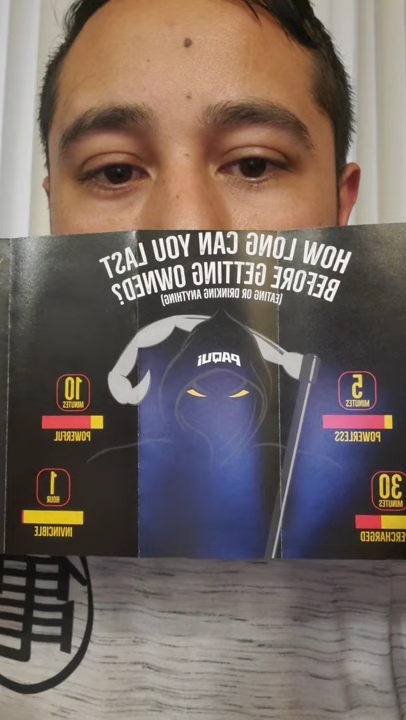 HOW LONG CAN YOU LAST
BEFORE GETTING OWNED?
(EATING OR DRINKING ANYTHING)
PAQUI
5
MINUTES
POWERLESS
10
MINUTES
POWERFUL
30
MINUTES
ERCHARGED
1
HOUR
INVINCIBLE
亀